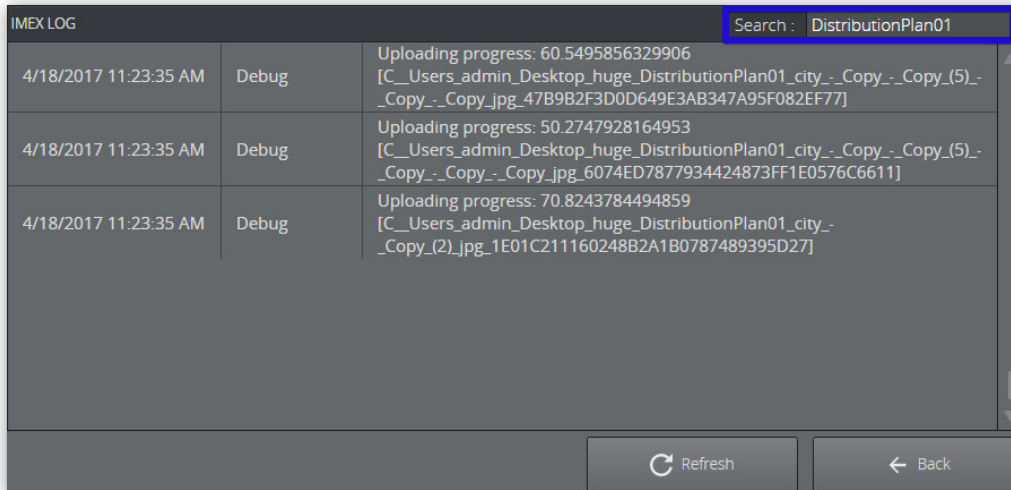 IMEX LOG
Search : DistributionPlan01
4/18/2017 11:23:35 AM Debug Uploading progress: 60.5495856329906
[C__Users_admin_Desktop_huge_DistributionPlan01_city_-_Copy_-_Copy_(5)_-
_Copy_-_Copy_jpg_47B9B2F3D0D649E3AB347A95F082EF77]
4/18/2017 11:23:35 AM Debug Uploading progress: 50.2747928164953
[C__Users_admin_Desktop_huge_DistributionPlan01_city_-_Copy_-_Copy_(5)_-
_Copy_-_Copy_-_Copy_jpg_6074ED7877934424873FF1E0576C6611]
4/18/2017 11:23:35 AM Debug Uploading progress: 70.8243784494859
[C__Users_admin_Desktop_huge_DistributionPlan01_city_-
_Copy_(2)_jpg_1E01C211160248B2A1B0787489395D27]
Refresh
Back